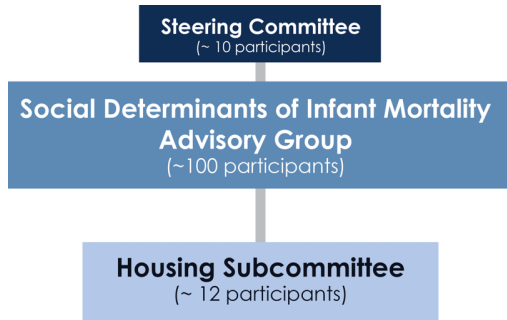 Steering Committee
(~ 10 participants)
Social Determinants of Infant Mortality
Advisory Group
(~100 participants)
Housing Subcommittee
(~ 12 participants)